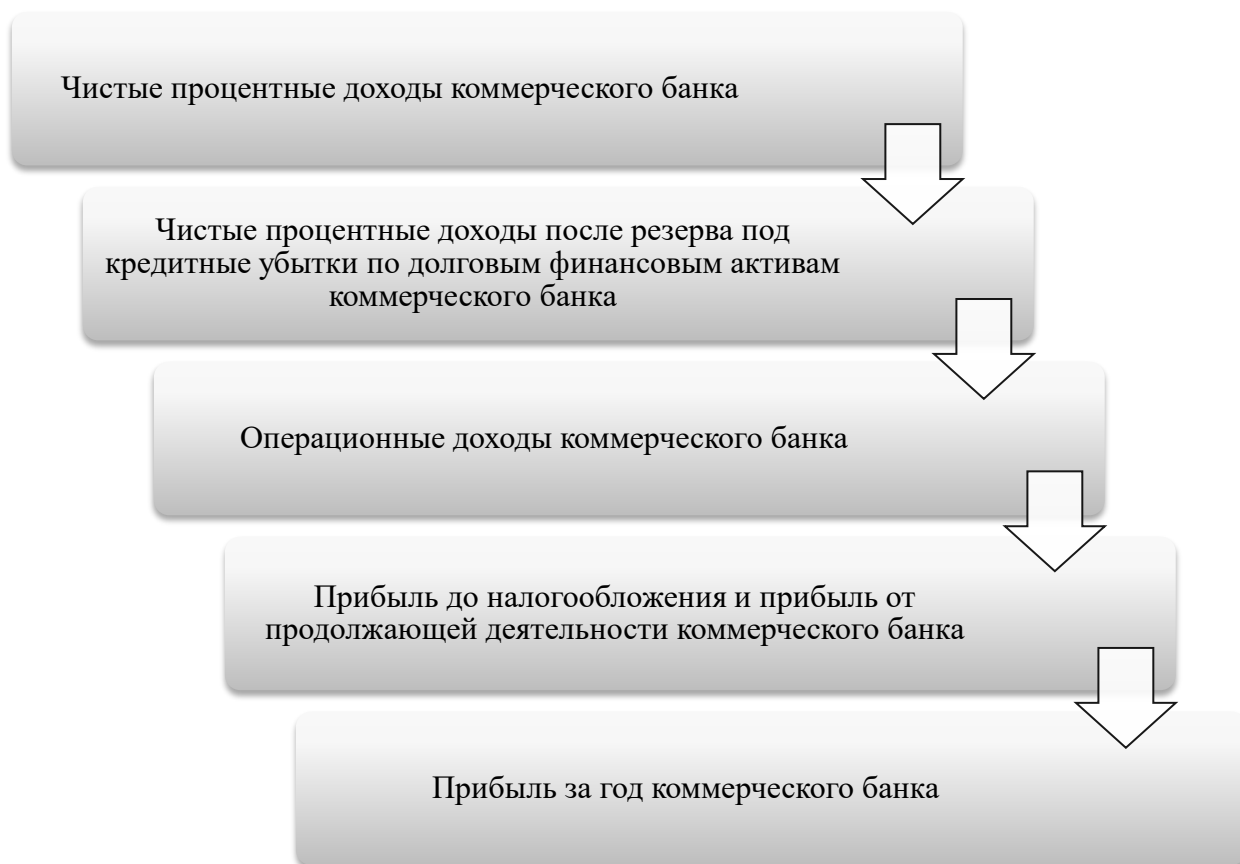 Чистые процентные доходы коммерческого банка
Чистые процентные доходы после резерва под
кредитные убытки по долговым финансовым активам
коммерческого банка
Операционные доходы коммерческого банка
Прибыль до налогообложения и прибыль от
продолжающей деятельности коммерческого банка
Прибыль за год коммерческого банка